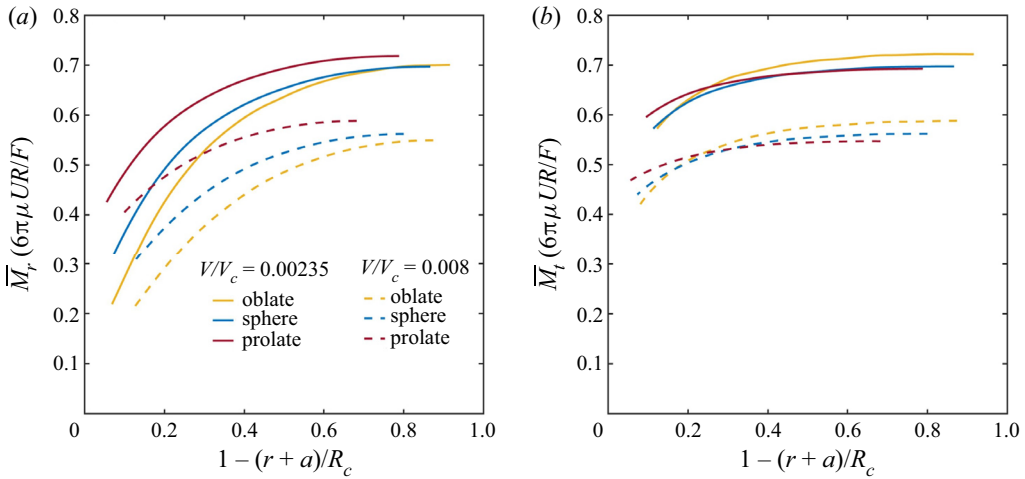 (a)
(b)
0.8
0.7
0.6
0.5
0.4
0.3
0.2
0.1
0
0.2
0.4
0.6
0.8
1.0
M̅r (6πμUR/F)
1 – (r + a)/Rc
V/Vc = 0.00235
oblate
sphere
prolate
V/Vc = 0.008
oblate
sphere
prolate
0.8
0.7
0.6
0.5
0.4
0.3
0.2
0.1
0
0.2
0.4
0.6
0.8
1.0
M̅t (6πμUR/F)
1 – (r + a)/Rc